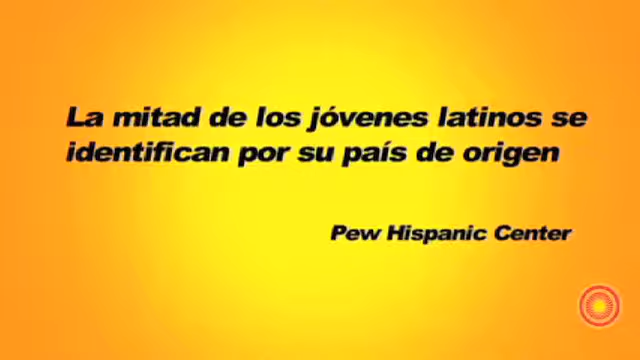 La mitad de los jóvenes latinos se
identifican por su país de origen
Pew Hispanic Center